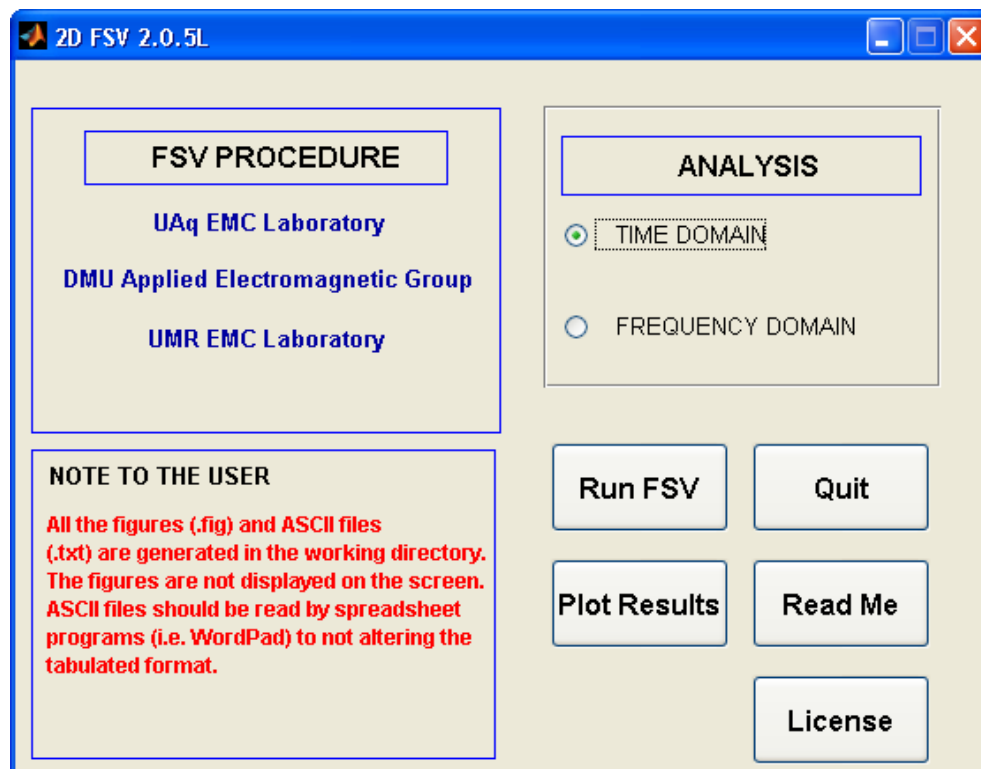 2D FSV 2.0.5L
FSV PROCEDURE
UAq EMC Laboratory
DMU Applied Electromagnetic Group
UMR EMC Laboratory
ANALYSIS
TIME DOMAIN
FREQUENCY DOMAIN
NOTE TO THE USER
All the figures (.fig) and ASCII files
(.txt) are generated in the working directory.
The figures are not displayed on the screen.
ASCII files should be read by spreadsheet
programs (i.e. WordPad) to not altering the
tabulated format.
Run FSV
Quit
Plot Results
Read Me
License